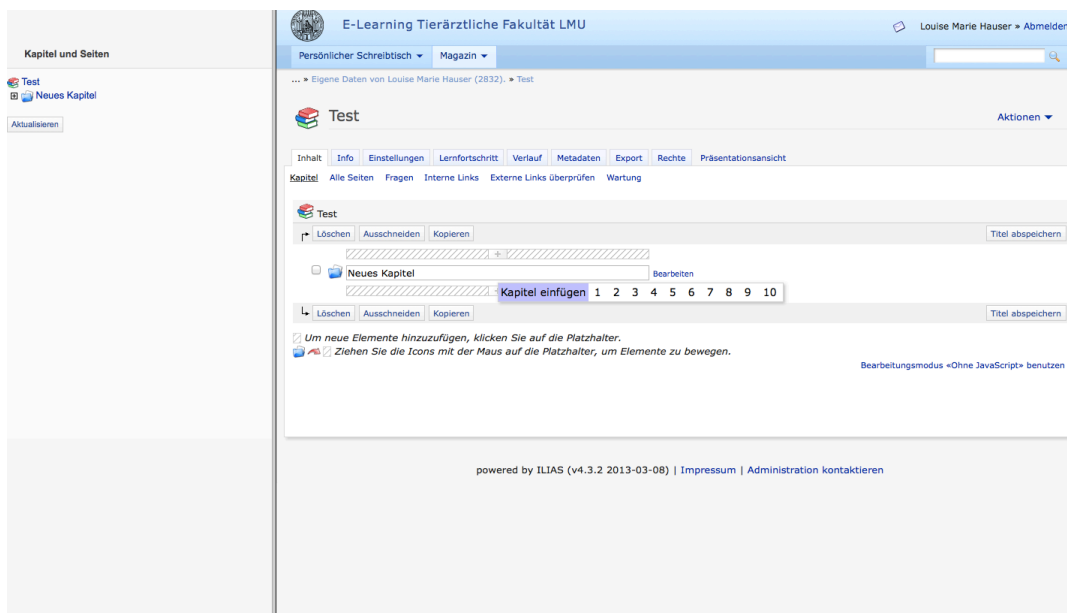 Kapitel und Seiten
Test
Neues Kapitel
Aktualisieren
E-Learning Tierärztliche Fakultät LMU
Louise Marie Hauser » Abmelden
Persönlicher Schreibtisch Magazin
... » Eigene Daten von Louise Marie Hauser (2832). » Test
Test
Aktionen
Inhalt Info Einstellungen Lernfortschritt Verlauf Metadaten Export Rechte Präsentationsansicht
Kapitel Alle Seiten Fragen Interne Links Externe Links überprüfen Wartung
Test
Löschen Ausschneiden Kopieren Titel abspeichern
Neues Kapitel Bearbeiten
Kapitel einfügen 1 2 3 4 5 6 7 8 9 10
Löschen Ausschneiden Kopieren Titel abspeichern
Um neue Elemente hinzuzufügen, klicken Sie auf die Platzhalter.
Ziehen Sie die Icons mit der Maus auf die Platzhalter, um Elemente zu bewegen.
Bearbeitungsmodus «Ohne JavaScript» benutzen
powered by ILIAS (v4.3.2 2013-03-08) | Impressum | Administration kontaktieren